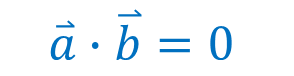 a⃗ · b⃗ = 0